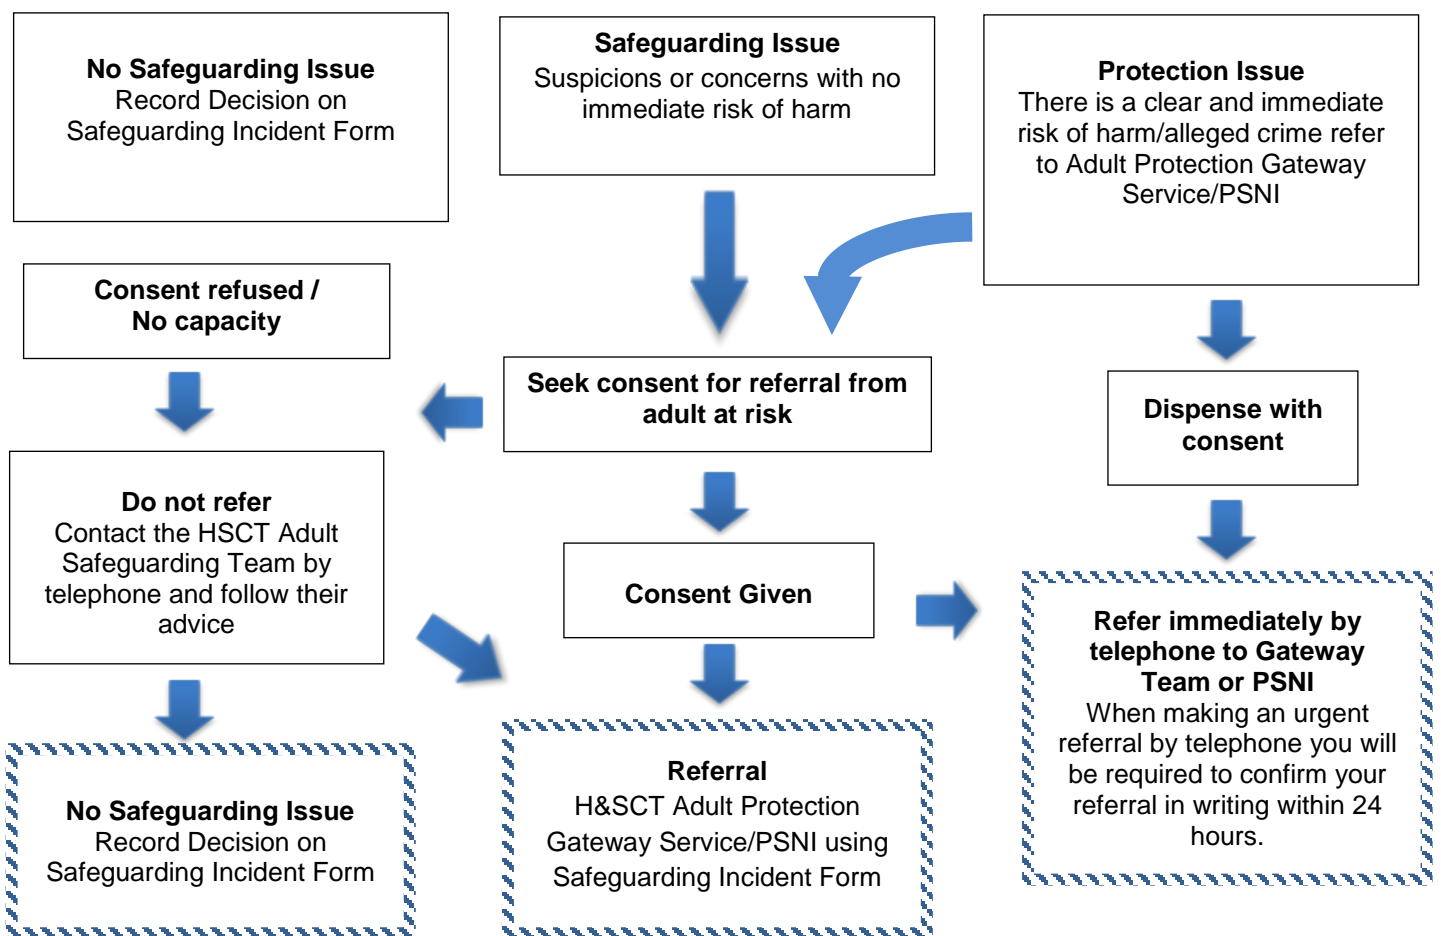 No Safeguarding Issue
Record Decision on
Safeguarding Incident Form
Safeguarding Issue
Suspicions or concerns with no
immediate risk of harm
Protection Issue
There is a clear and immediate
risk of harm/alleged crime refer
to Adult Protection Gateway
Service/PSNI
Consent refused /
No capacity
Seek consent for referral from
adult at risk
Dispense with
consent
Do not refer
Contact the HSCT Adult
Safeguarding Team by
telephone and follow their
advice
Consent Given
Refer immediately by
telephone to Gateway
Team or PSNI
When making an urgent
referral by telephone you will
be required to confirm your
referral in writing within 24
hours.
No Safeguarding Issue
Record Decision on
Safeguarding Incident Form
Referral
H&SCT Adult Protection
Gateway Service/PSNI using
Safeguarding Incident Form